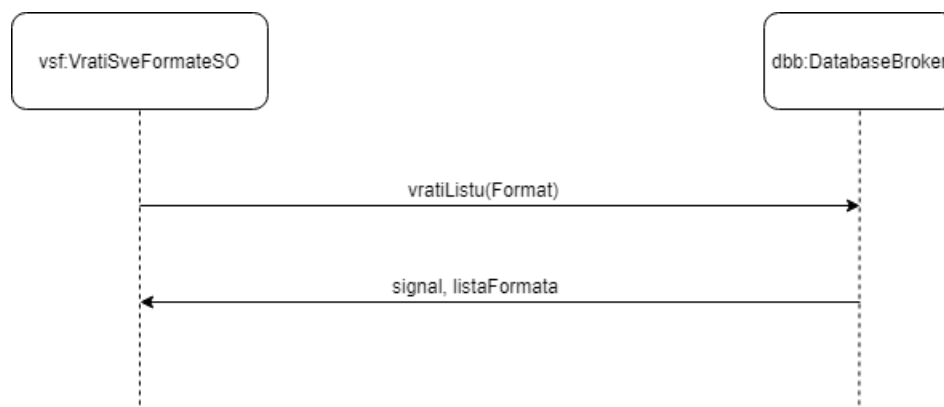 vsf:VratiSveFormateSO
dbb:DatabaseBroker
vratiListu(Format)
signal, listaFormata